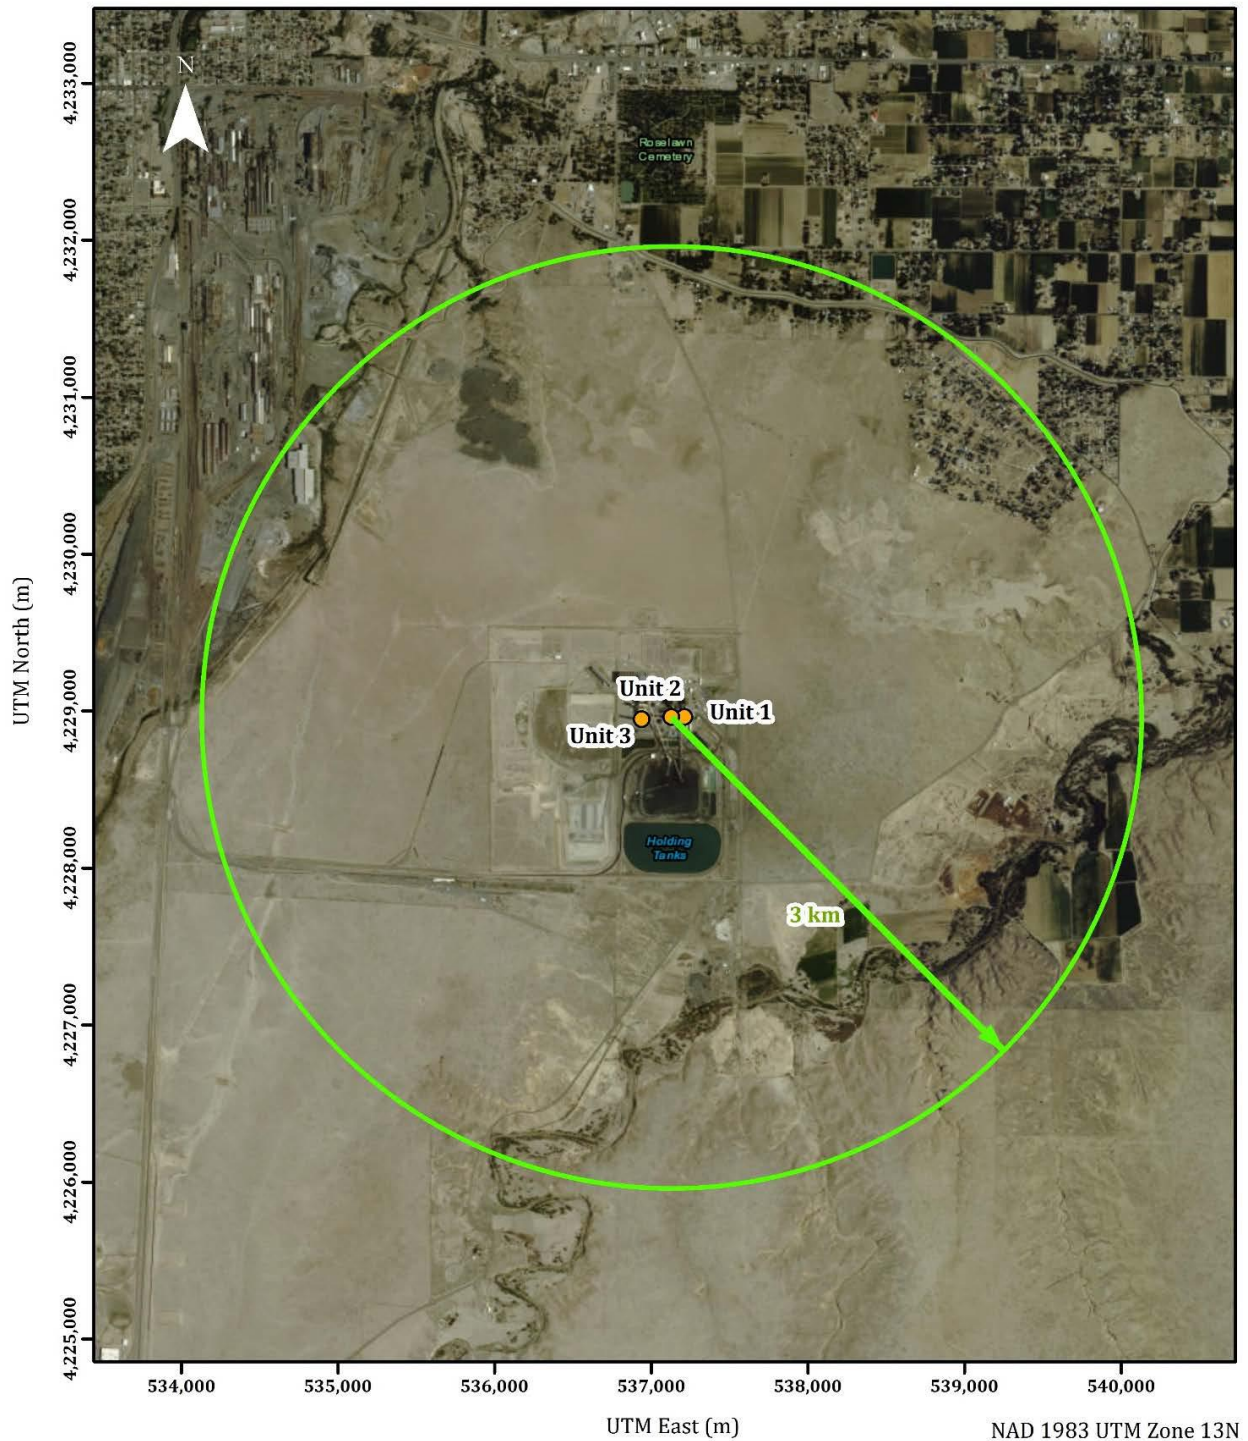 N
4,233,000
Roselawn
Cemetery
4,232,000
4,231,000
4,230,000
UTM North (m)
4,229,000
Unit 2
Unit 1
Unit 3
4,228,000
Holding
Tanks
3 km
4,227,000
4,226,000
4,225,000
534,000
535,000
536,000
537,000
538,000
539,000
540,000
UTM East (m)
NAD 1983 UTM Zone 13N